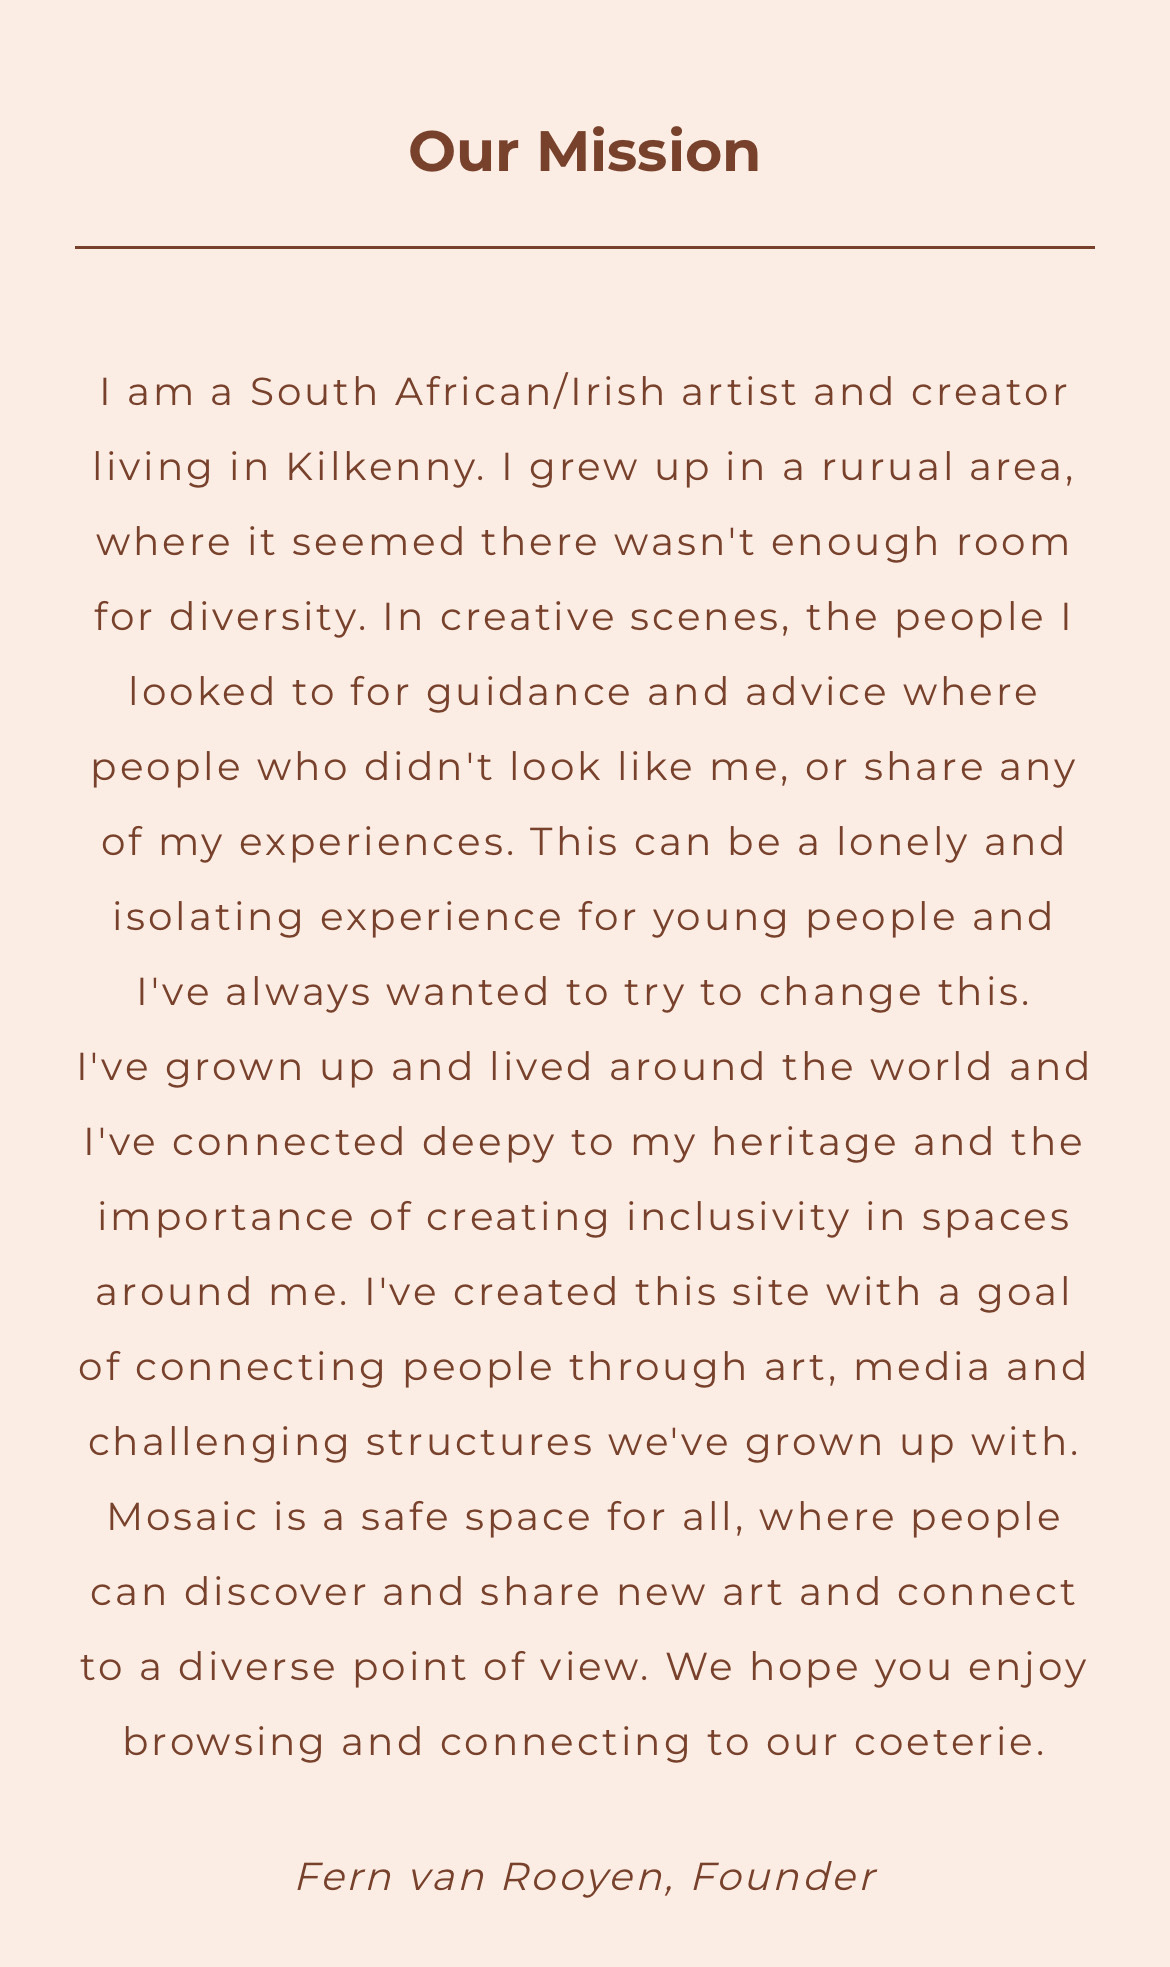 Our Mission
I am a South African/Irish artist and creator
living in Kilkenny. I grew up in a rurual area,
where it seemed there wasn't enough room
for diversity. In creative scenes, the people I
looked to for guidance and advice where
people who didn't look like me, or share any
of my experiences. This can be a lonely and
isolating experience for young people and
I've always wanted to try to change this.
I've grown up and lived around the world and
I've connected deepy to my heritage and the
importance of creating inclusivity in spaces
around me. I've created this site with a goal
of connecting people through art, media and
challenging structures we've grown up with.
Mosaic is a safe space for all, where people
can discover and share new art and connect
to a diverse point of view. We hope you enjoy
browsing and connecting to our coeterie.
Fern van Rooyen, Founder